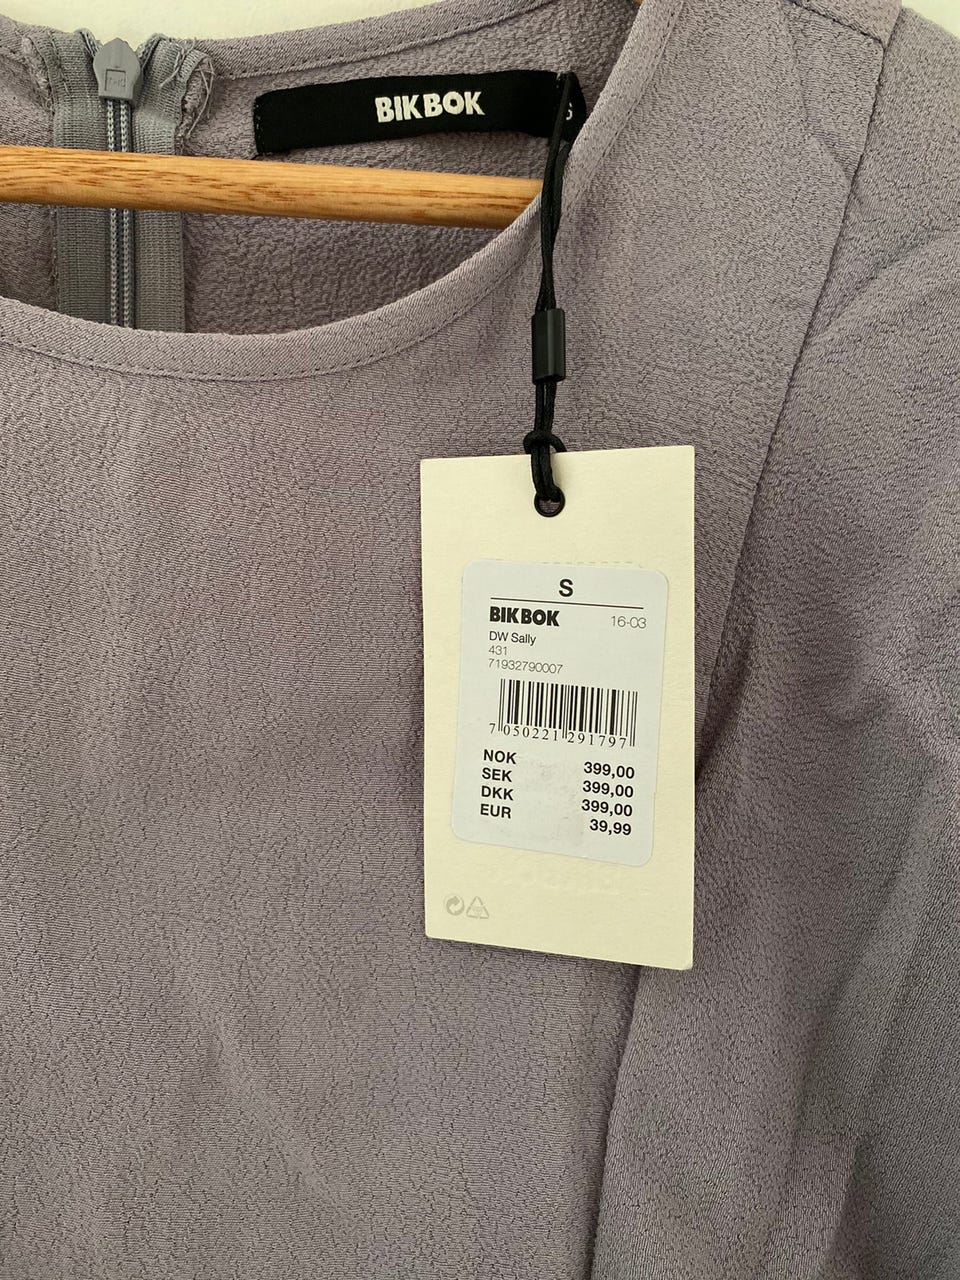 BIKBOK
S
S
BIKBOK 16-03
DW Sally
431
71932790007
7 050221 291797
NOK 399,00
SEK 399,00
DKK 399,00
EUR 39,99